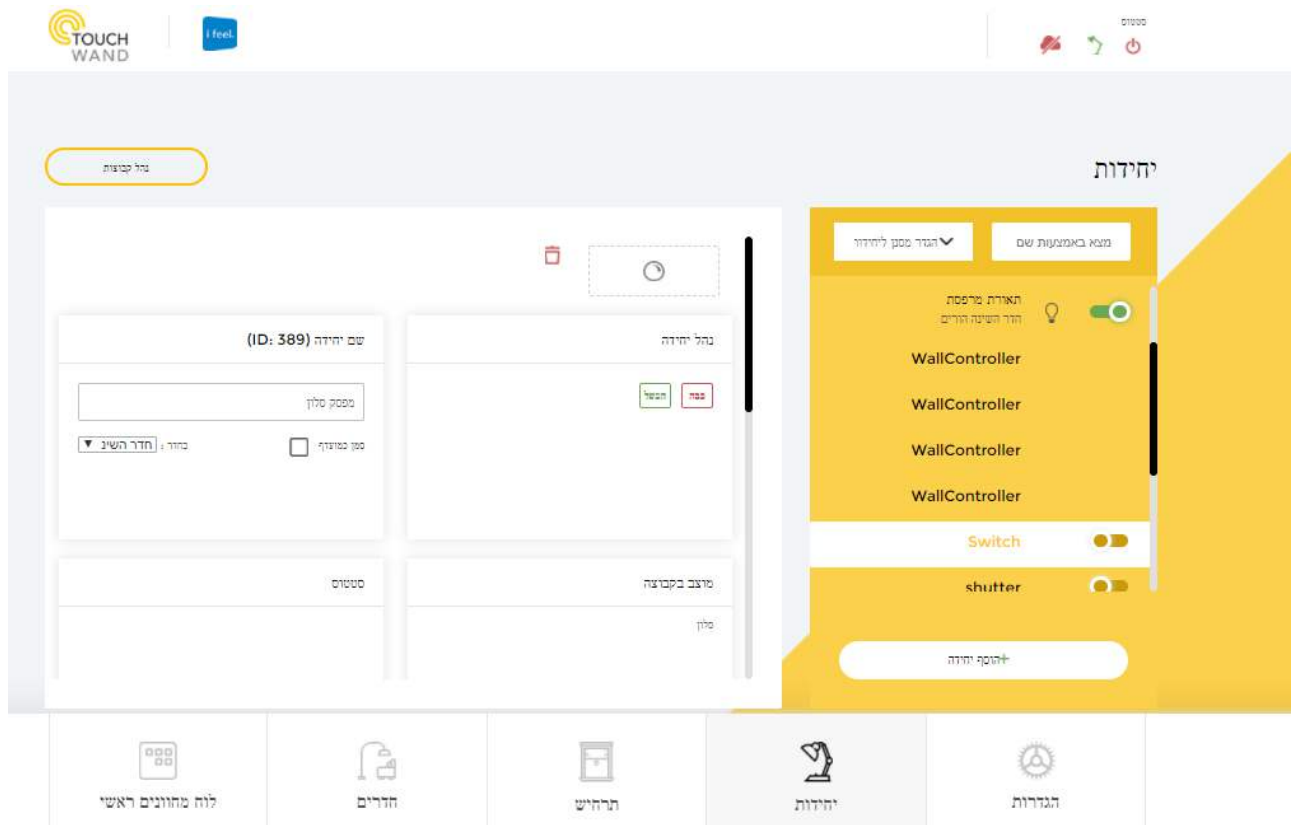 TOUCH
WAND
i feel.
סטטוס
יחידות
נהל קבוצות
מצא באמצעות שם
הגדר מסנן ליחידור
תאורת מרפסת
חדר השינה הורים
WallController
WallController
WallController
WallController
Switch
shutter
+הוסף יחידה
נהל יחידה
כבה
הפעל
שם יחידה (ID: 389)
מפסק סלון
סמן כמועדף
בחדר : חדר השינ
מוצב בקבוצה
סלון
סטטוס
הגדרות
יחידות
תרחיש
חדרים
לוח מחוונים ראשי